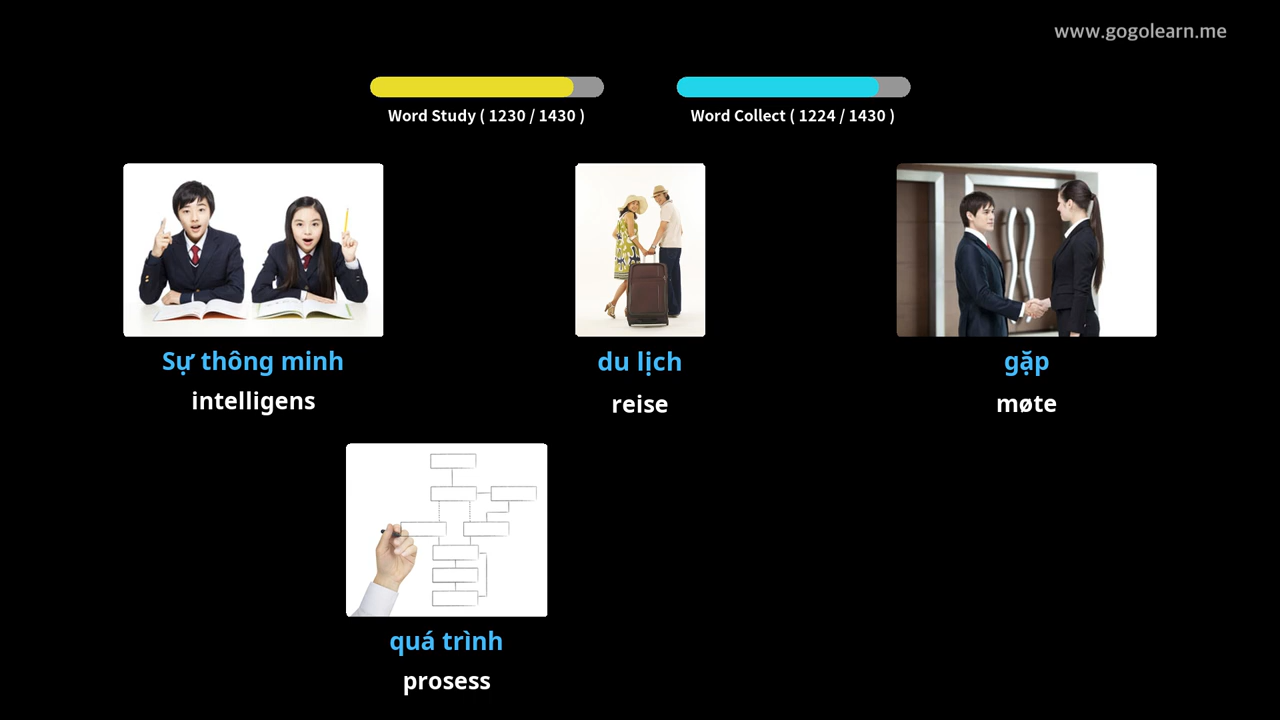 www.gogolearn.me
Word Study ( 1230 / 1430 )
Word Collect ( 1224 / 1430 )
Sự thông minh
intelligens
du lịch
reise
gặp
møte
quá trình
prosess